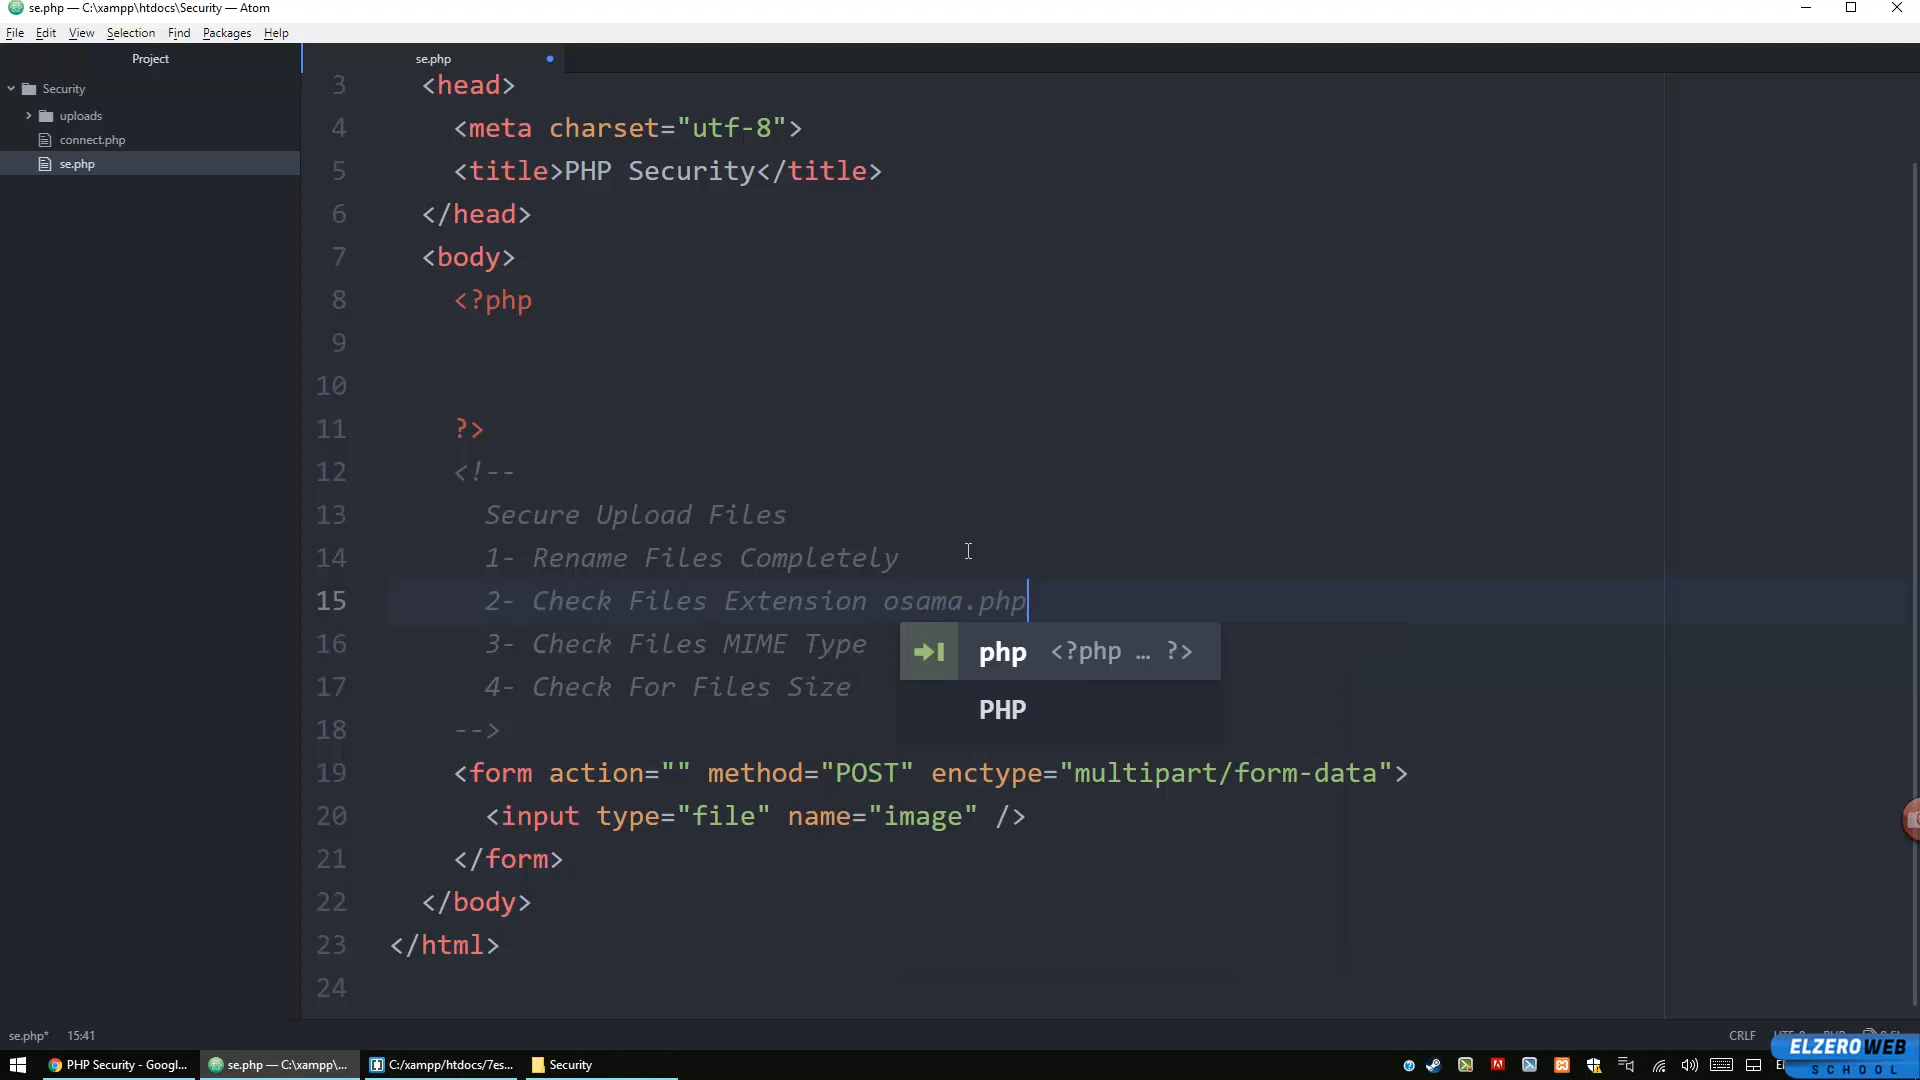 se.php — C:\xampp\htdocs\Security — Atom
File Edit View Selection Find Packages Help
Project
Security
uploads
connect.php
se.php
se.php
3 <head>
4 <meta charset="utf-8">
5 <title>PHP Security</title>
6 </head>
7 <body>
8 <?php
9
10
11 ?>
12 <!--
13 Secure Upload Files
14 1- Rename Files Completely
15 2- Check Files Extension osama.php
16 3- Check Files MIME Type
17 4- Check For Files Size
18 -->
19 <form action="" method="POST" enctype="multipart/form-data">
20 <input type="file" name="image" />
21 </form>
22 </body>
23 </html>
24
php <?php … ?>
PHP
se.php* 15:41
CRLF
PHP Security - Googl...
se.php — C:\xampp\...
C:/xampp/htdocs/7es...
Security
ELZEROWEB
SCHOOL